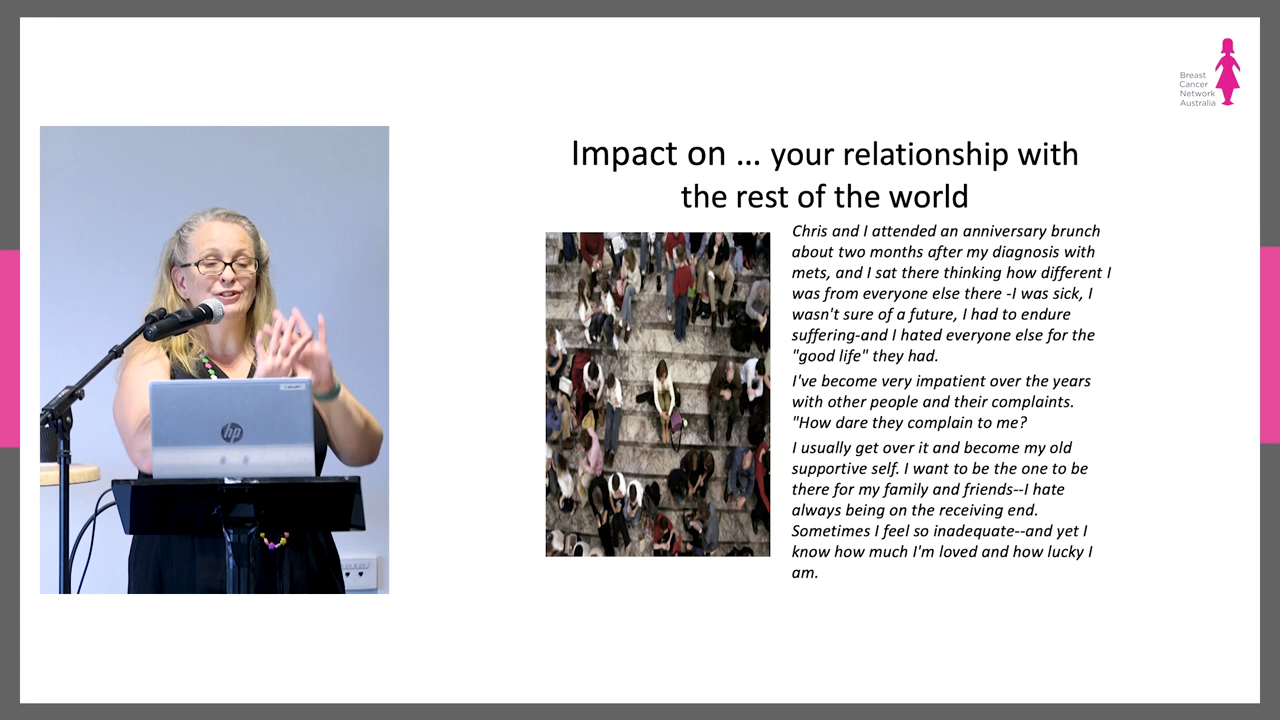 Breast
Cancer
Network
Australia
Impact on ... your relationship with
the rest of the world
Chris and I attended an anniversary brunch
about two months after my diagnosis with
mets, and I sat there thinking how different I
was from everyone else there -I was sick, I
wasn't sure of a future, I had to endure
suffering-and I hated everyone else for the
"good life" they had.
I've become very impatient over the years
with other people and their complaints.
"How dare they complain to me?
I usually get over it and become my old
supportive self. I want to be the one to be
there for my family and friends--I hate
always being on the receiving end.
Sometimes I feel so inadequate--and yet I
know how much I'm loved and how lucky I
am.
hp